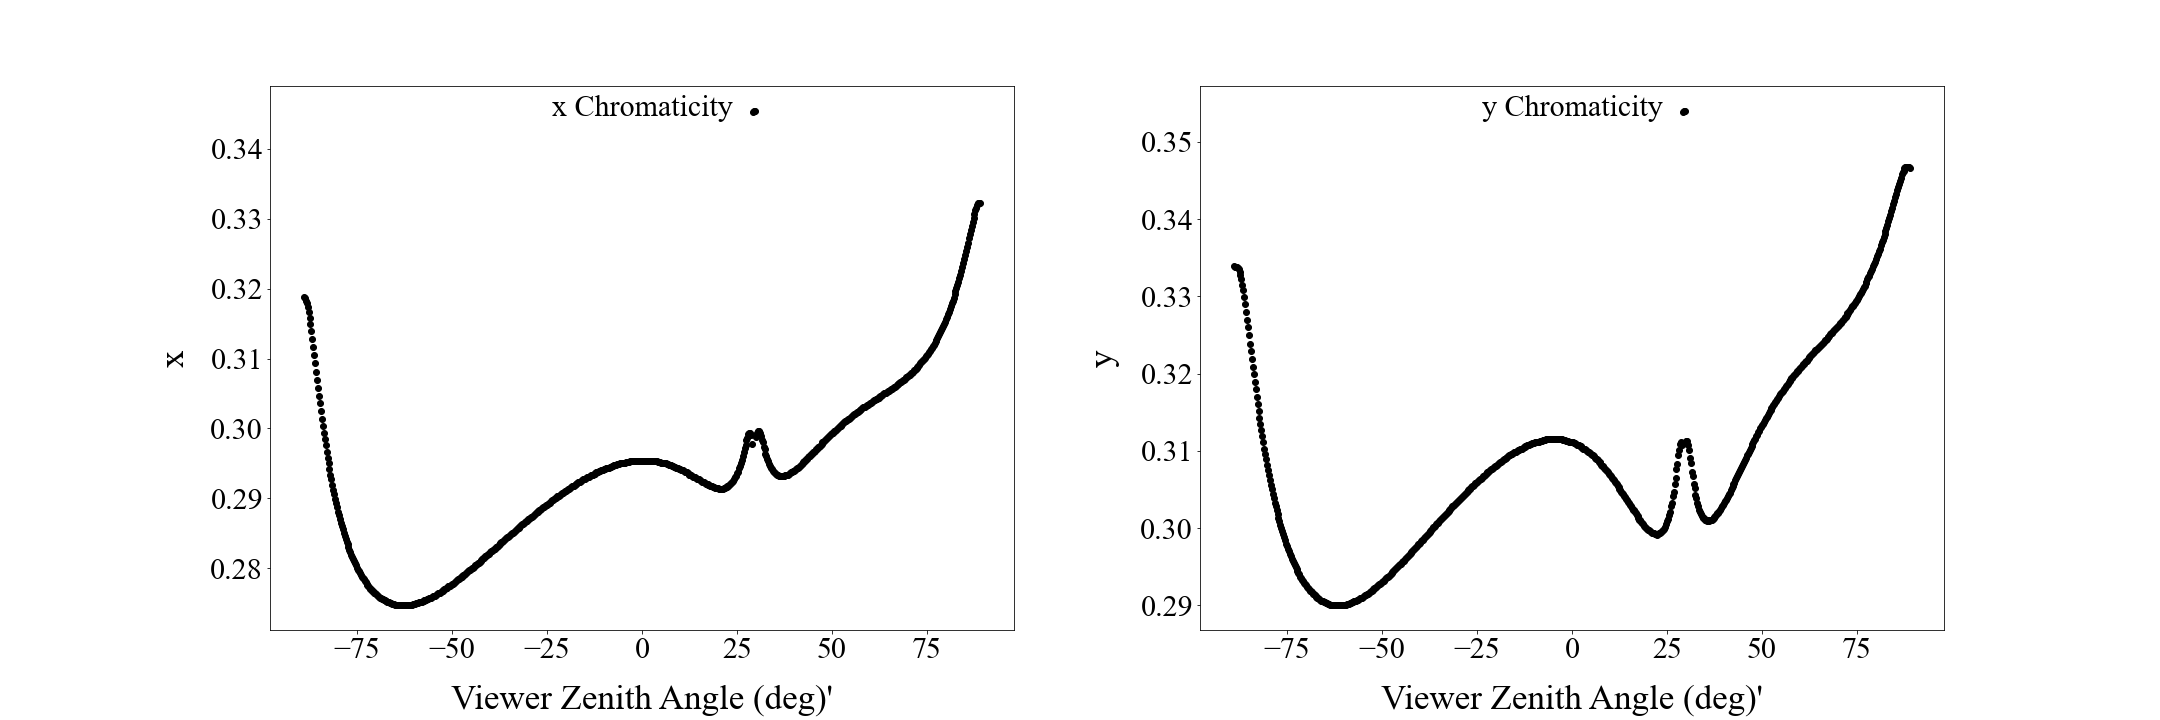 x Chromaticity
0.34
0.33
0.32
0.31
0.30
0.29
0.28
x
−75 −50 −25 0 25 50 75
Viewer Zenith Angle (deg)'
y Chromaticity
0.35
0.34
0.33
0.32
0.31
0.30
0.29
y
−75 −50 −25 0 25 50 75
Viewer Zenith Angle (deg)'